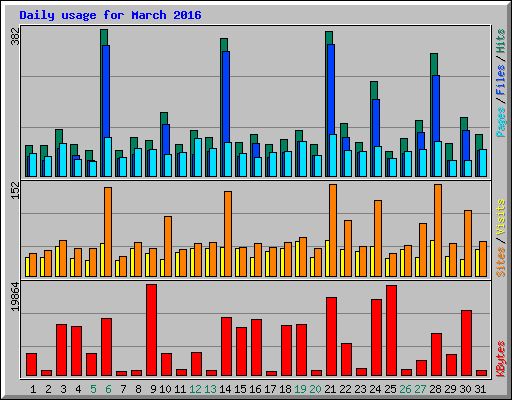 Daily usage for March 2016
382
Pages / Files / Hits
152
Sites / Visits
19864
KBytes
1 2 3 4 5 6 7 8 9 10 11 12 13 14 15 16 17 18 19 20 21 22 23 24 25 26 27 28 29 30 31